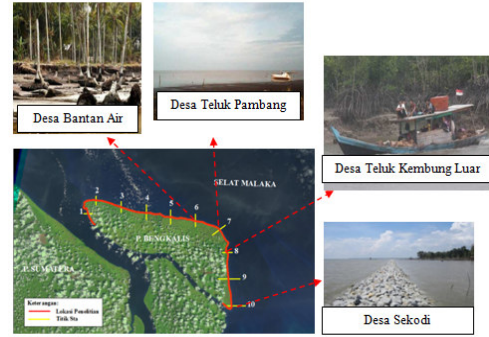 Desa Bantan Air
Desa Teluk Pambang
Desa Teluk Kembung Luar
SELAT MALAKA
1
2
3
4
5
6
7
P. BENGKALIS
8
P. SUMATERA
9
10
Keterangan:
Lokasi Penelitian
Titik Sta
Desa Sekodi